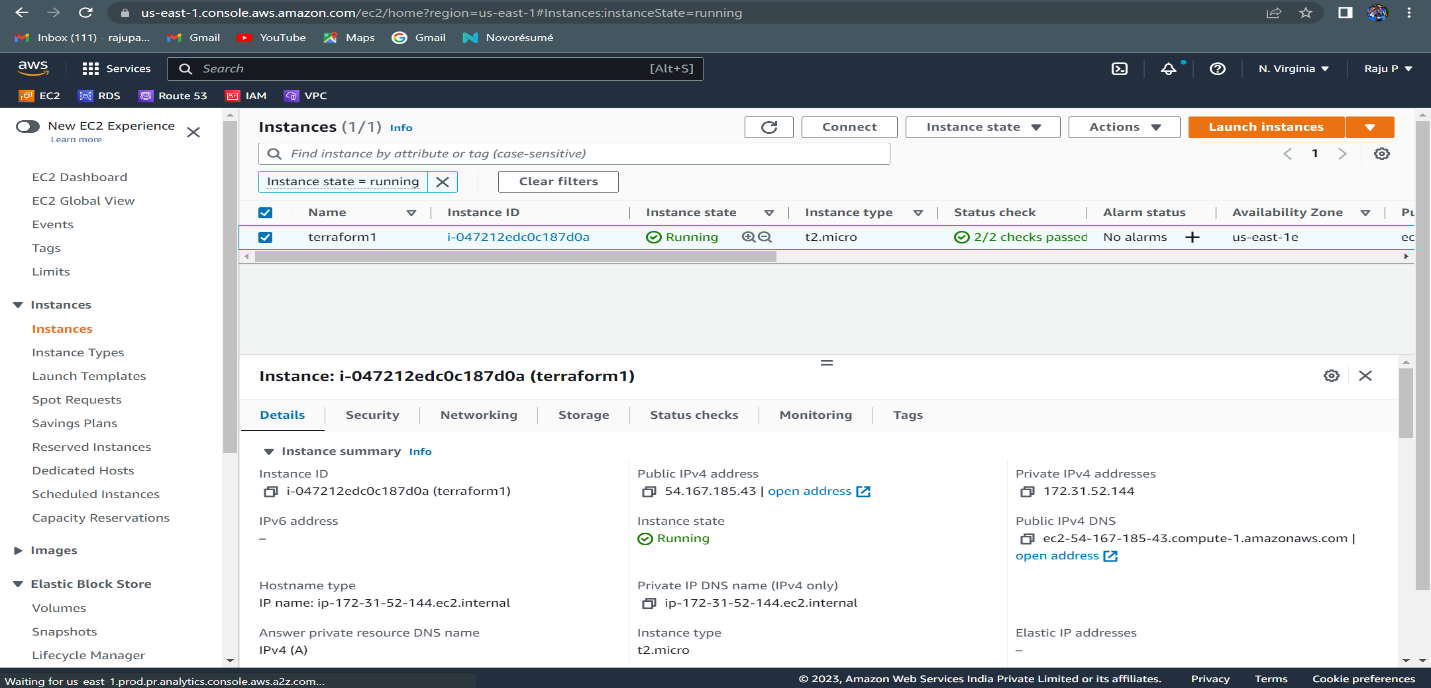 us-east-1.console.aws.amazon.com/ec2/home?region=us-east-1#Instances:instanceState=running
Inbox (111) - rajupa... Gmail YouTube Maps Gmail Novorésumé
aws Services Search [Alt+S] N. Virginia Raju P
EC2 RDS Route 53 IAM VPC
New EC2 Experience
Learn more
EC2 Dashboard
EC2 Global View
Events
Tags
Limits
Instances
Instances
Instance Types
Launch Templates
Spot Requests
Savings Plans
Reserved Instances
Dedicated Hosts
Scheduled Instances
Capacity Reservations
Images
Elastic Block Store
Volumes
Snapshots
Lifecycle Manager
Instances (1/1) Info Connect Instance state Actions Launch instances
Find instance by attribute or tag (case-sensitive) 1
Instance state = running Clear filters
Name Instance ID Instance state Instance type Status check Alarm status Availability Zone Pu
terraform1 i-047212edc0c187d0a Running t2.micro 2/2 checks passed No alarms us-east-1e ec
Instance: i-047212edc0c187d0a (terraform1)
Details Security Networking Storage Status checks Monitoring Tags
Instance summary Info
Instance ID
i-047212edc0c187d0a (terraform1)
Public IPv4 address
54.167.185.43 | open address
Private IPv4 addresses
172.31.52.144
IPv6 address
–
Instance state
Running
Public IPv4 DNS
ec2-54-167-185-43.compute-1.amazonaws.com |
open address
Hostname type
IP name: ip-172-31-52-144.ec2.internal
Private IP DNS name (IPv4 only)
ip-172-31-52-144.ec2.internal
Answer private resource DNS name
IPv4 (A)
Instance type
t2.micro
Elastic IP addresses
–
Waiting for us-east-1.prod.pr.analytics.console.aws.a2z.com...
© 2023, Amazon Web Services India Private Limited or its affiliates. Privacy Terms Cookie preferences